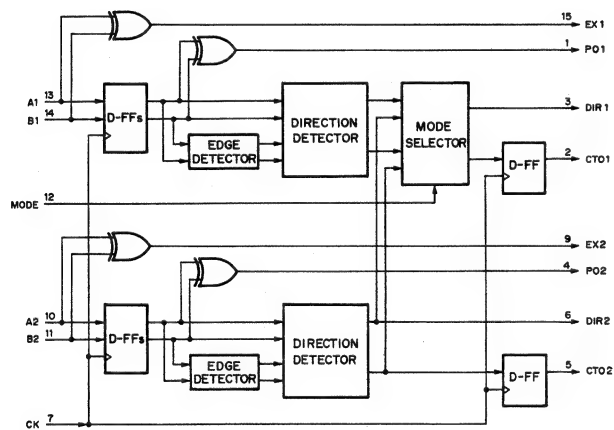 15 EX1
1 PO1
A1 13
B1 14
D-FFs
EDGE DETECTOR
DIRECTION DETECTOR
MODE SELECTOR
3 DIR1
2 CTO1
D-FF
MODE 12
9 EX2
4 PO2
A2 10
B2 11
D-FFs
EDGE DETECTOR
DIRECTION DETECTOR
6 DIR2
5 CTO2
D-FF
CK 7